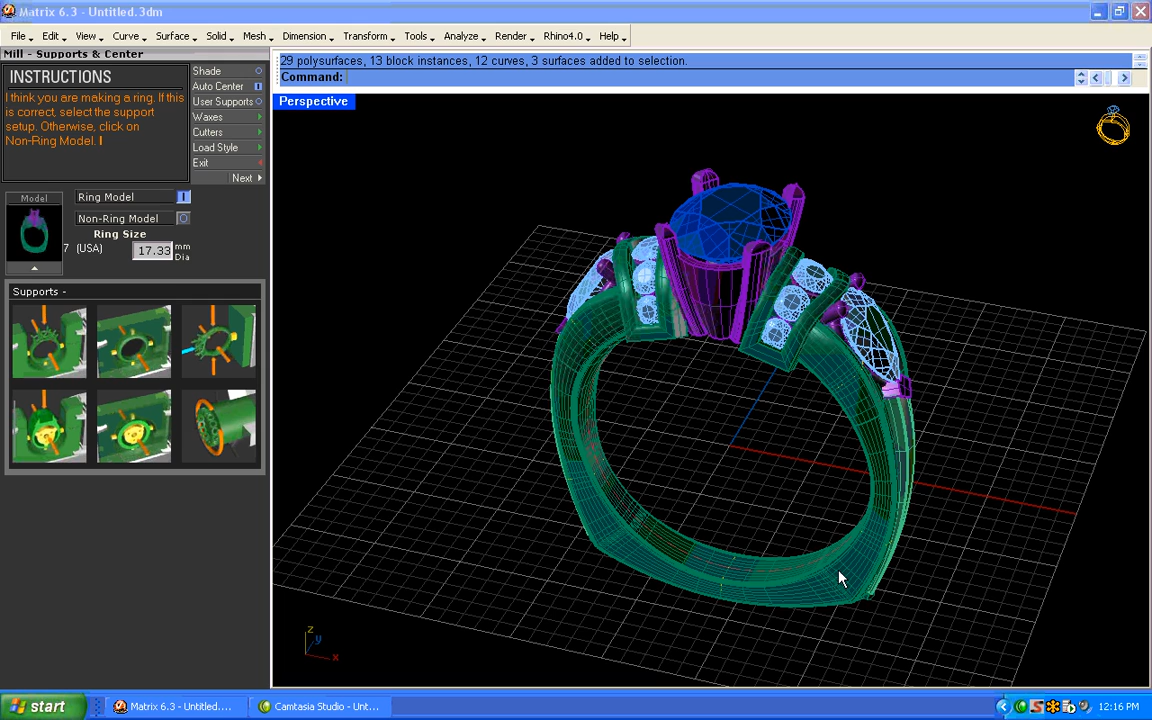 Matrix 6.3 - Untitled.3dm
File Edit View Curve Surface Solid Mesh Dimension Transform Tools Analyze Render Rhino4.0 Help
Mill - Supports & Center
INSTRUCTIONS
I think you are making a ring. If this
is correct, select the support
setup. Otherwise, click on
Non-Ring Model. I
Shade
Auto Center
User Supports
Waxes
Cutters
Load Style
Exit
Next
29 polysurfaces, 13 block instances, 12 curves, 3 surfaces added to selection.
Command:
Perspective
Model
Ring Model
Non-Ring Model
Ring Size
7 (USA) 17.33 mm
Dia
Supports -
z
y
x
start
Matrix 6.3 - Untitled....
Camtasia Studio - Unt...
12:16 PM